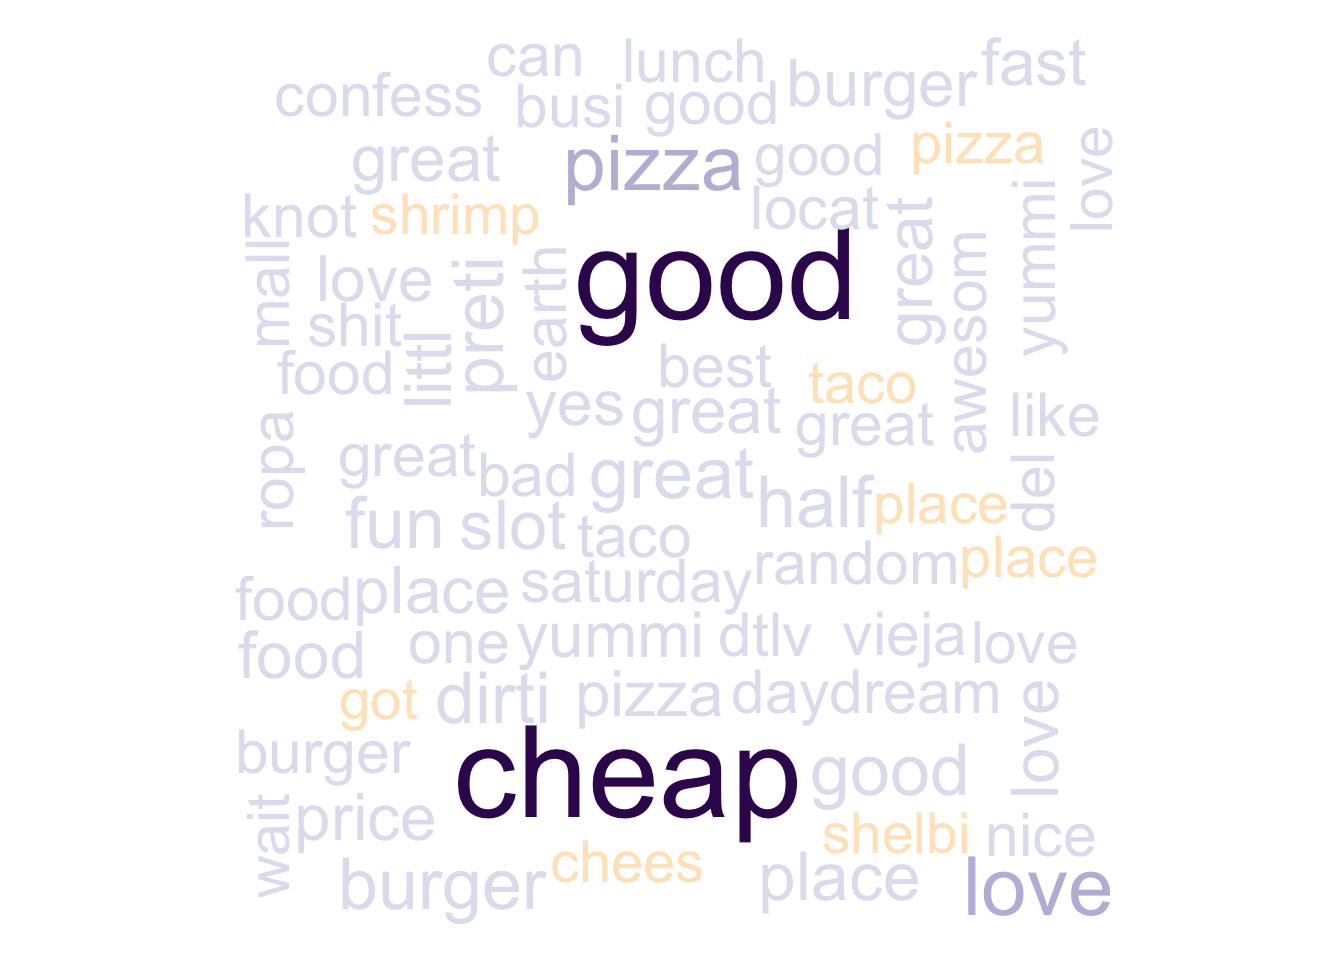 can lunch burger fast
confess busi good
great pizza good pizza love
knot shrimp locat
mall love preti earth good great yummi
shit littl awesom
food best taco
yes great great like
ropa great bad great half place del
fun slot taco
saturday random place
food place
food one yummi dtlv vieja love
got dirti pizza daydream love
burger cheap good
wait price shelbi nice
burger chees place love